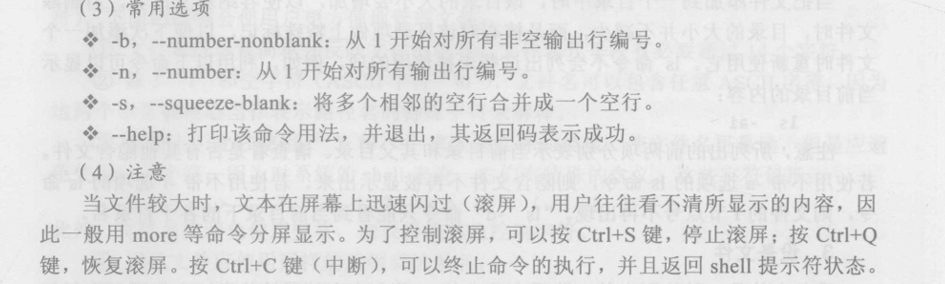 （3）常用选项
❖ -b，--number-nonblank：从 1 开始对所有非空输出行编号。
❖ -n，--number：从 1 开始对所有输出行编号。
❖ -s，--squeeze-blank：将多个相邻的空行合并成一个空行。
❖ --help：打印该命令用法，并退出，其返回码表示成功。
（4）注意
当文件较大时，文本在屏幕上迅速闪过（滚屏），用户往往看不清所显示的内容，因
此一般用 more 等命令分屏显示。为了控制滚屏，可以按 Ctrl+S 键，停止滚屏；按 Ctrl+Q
键，恢复滚屏。按 Ctrl+C 键（中断），可以终止命令的执行，并且返回 shell 提示符状态。